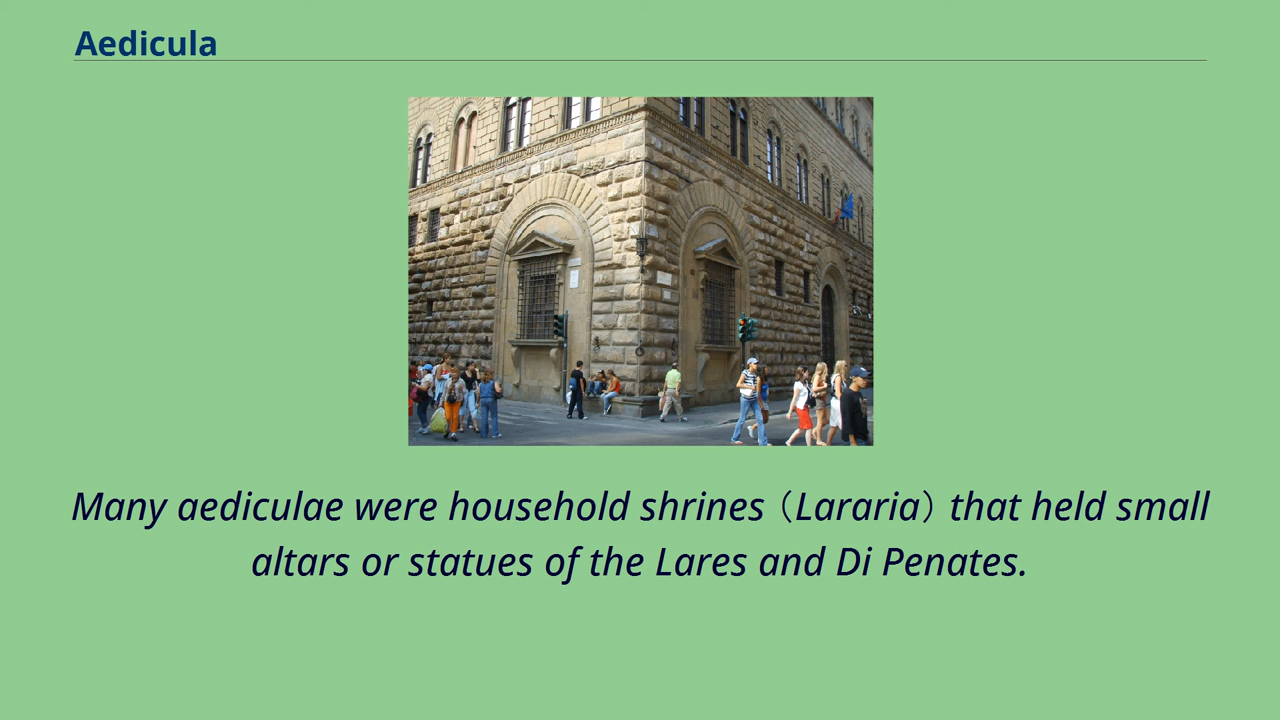 Aedicula
Many aediculae were household shrines（Lararia）that held small
altars or statues of the Lares and Di Penates.